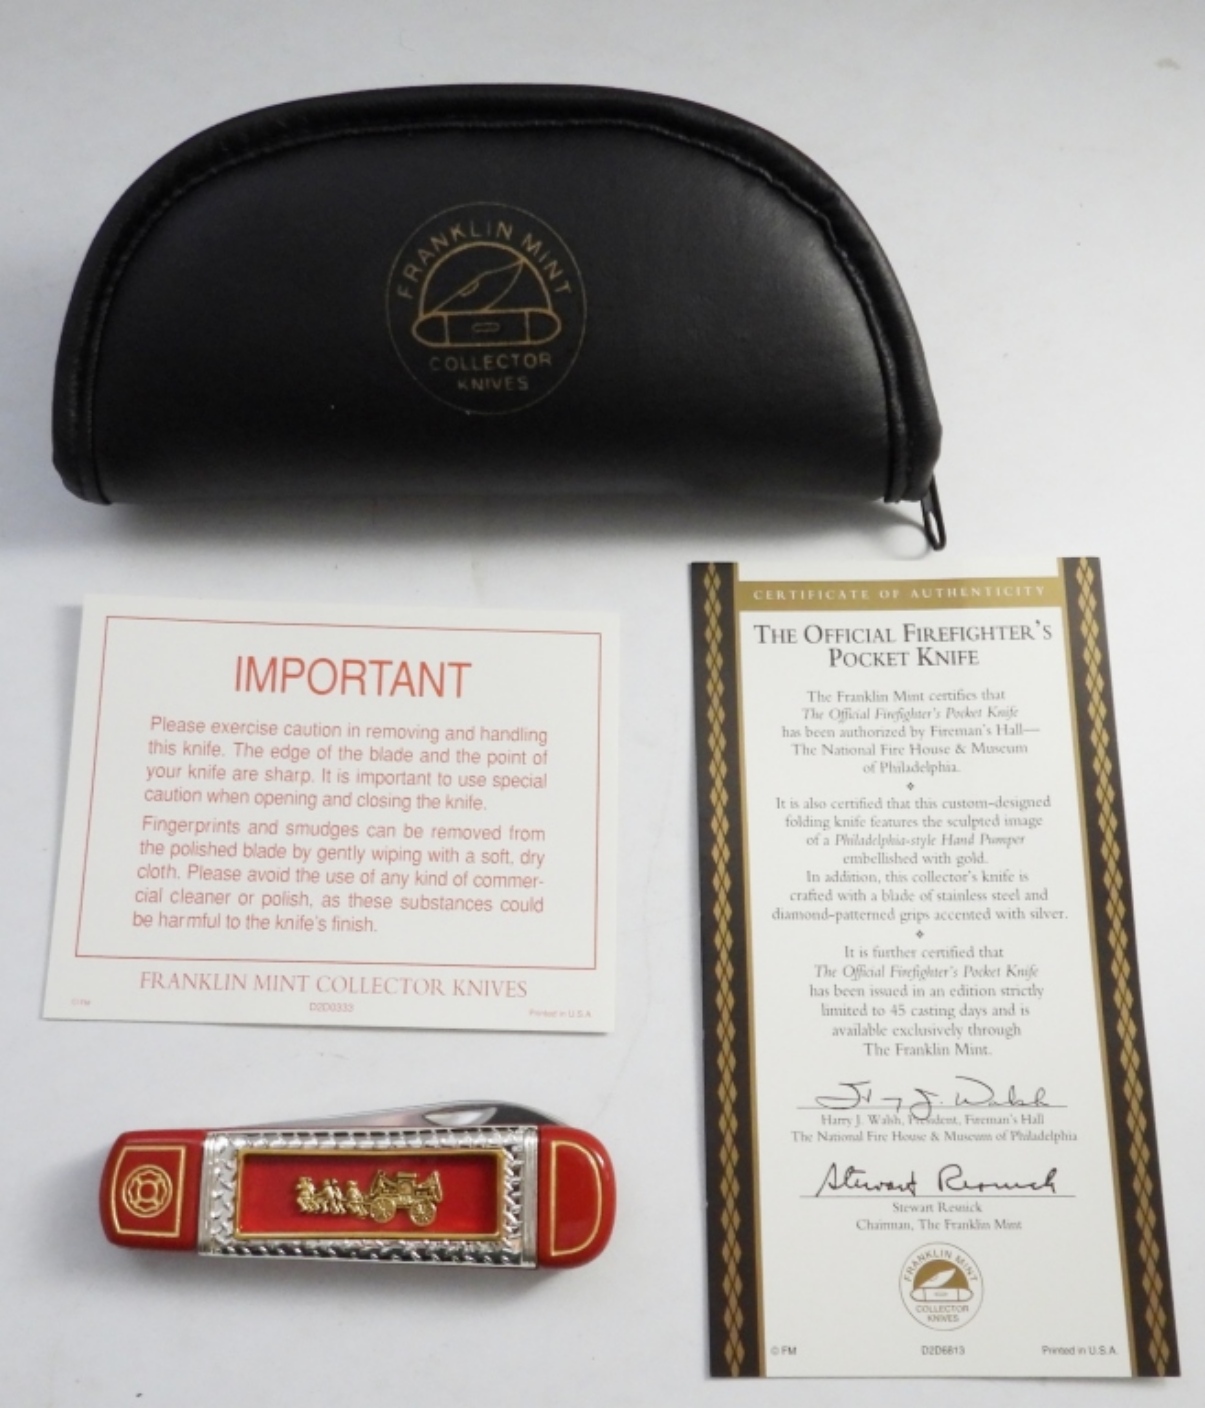 FRANKLIN MINT
COLLECTOR
KNIVES
IMPORTANT
Please exercise caution in removing and handling
this knife. The edge of the blade and the point of
your knife are sharp. It is important to use special
caution when opening and closing the knife.
Fingerprints and smudges can be removed from
the polished blade by gently wiping with a soft, dry
cloth. Please avoid the use of any kind of commer-
cial cleaner or polish, as these substances could
be harmful to the knife's finish.
FRANKLIN MINT COLLECTOR KNIVES
© FM
D2D0333
Printed in U.S.A.
CERTIFICATE OF AUTHENTICITY
THE OFFICIAL FIREFIGHTER'S
POCKET KNIFE
The Franklin Mint certifies that
The Official Firefighter's Pocket Knife
has been authorized by Fireman's Hall—
The National Fire House & Museum
of Philadelphia.
It is also certified that this custom-designed
folding knife features the sculpted image
of a Philadelphia-style Hand Pumper
embellished with gold.
In addition, this collector's knife is
crafted with a blade of stainless steel and
diamond-patterned grips accented with silver.
It is further certified that
The Official Firefighter's Pocket Knife
has been issued in an edition strictly
limited to 45 casting days and is
available exclusively through
The Franklin Mint.
Harry J. Walsh, President, Fireman's Hall
The National Fire House & Museum of Philadelphia
Stewart Resnick
Stewart Resnick
Chairman, The Franklin Mint
FRANKLIN MINT
COLLECTOR
KNIVES
© FM
D2D6813
Printed in U.S.A.